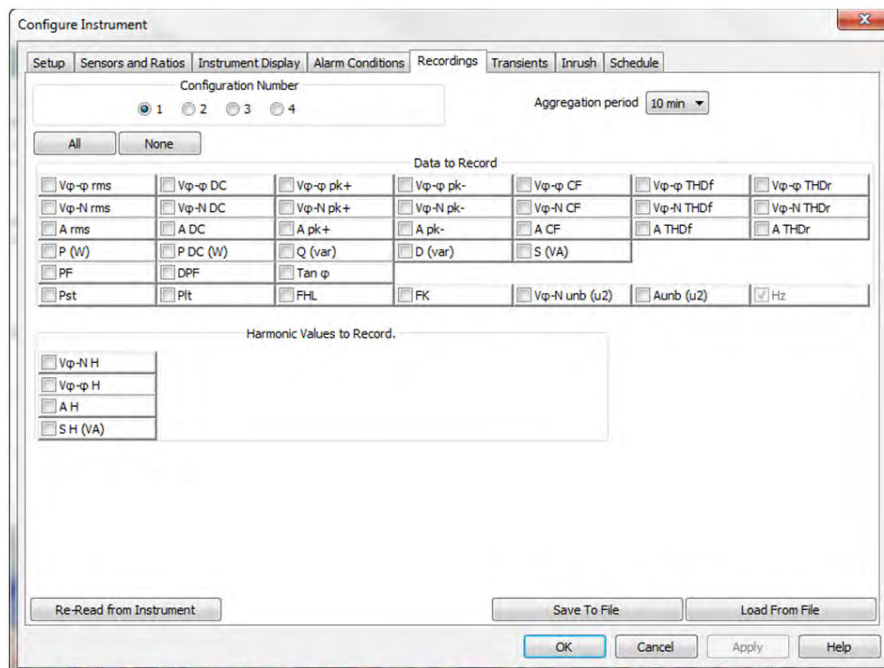 Configure Instrument
Setup Sensors and Ratios Instrument Display Alarm Conditions Recordings Transients Inrush Schedule
Configuration Number
1 2 3 4
Aggregation period 10 min
All None
Data to Record
Vφ-φ rms Vφ-φ DC Vφ-φ pk+ Vφ-φ pk- Vφ-φ CF Vφ-φ THDf Vφ-φ THDr
Vφ-N rms Vφ-N DC Vφ-N pk+ Vφ-N pk- Vφ-N CF Vφ-N THDf Vφ-N THDr
A rms A DC A pk+ A pk- A CF A THDf A THDr
P (W) P DC (W) Q (var) D (var) S (VA)
PF DPF Tan φ
Pst Plt FHL FK Vφ-N unb (u2) Aunb (u2) Hz
Harmonic Values to Record.
Vφ-N H
Vφ-φ H
A H
S H (VA)
Re-Read from Instrument Save To File Load From File
OK Cancel Apply Help